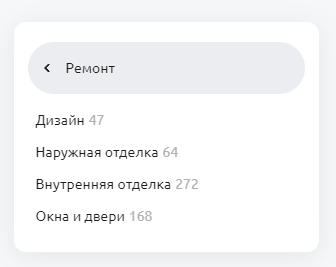 Ремонт
Дизайн 47
Наружная отделка 64
Внутренняя отделка 272
Окна и двери 168